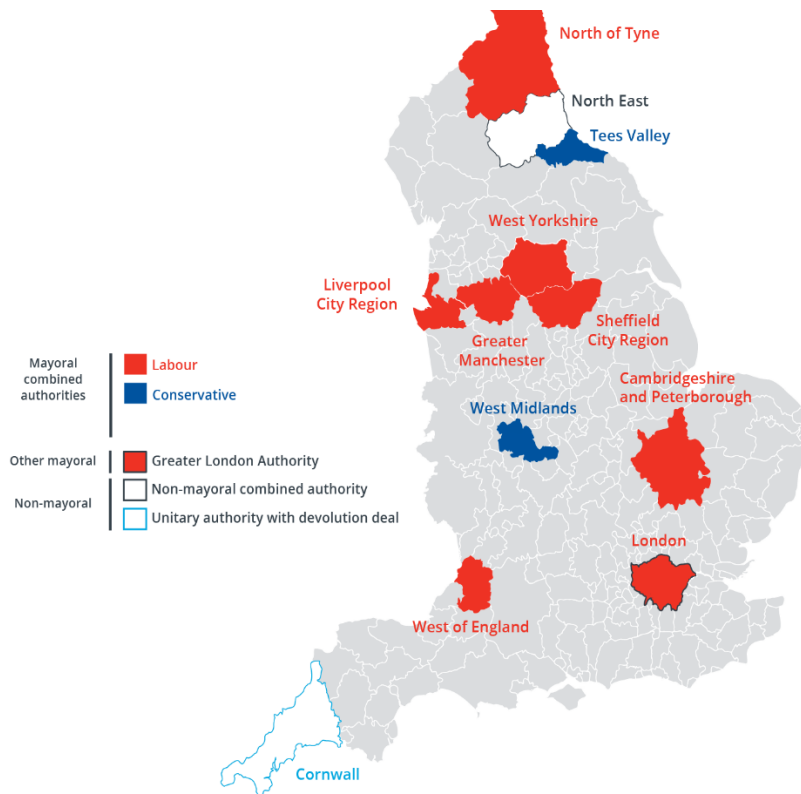 North of Tyne
North East
Tees Valley
West Yorkshire
Liverpool
City Region
Greater
Manchester
Sheffield
City Region
Mayoral
combined
authorities
Labour
Conservative
Cambridgeshire
and Peterborough
West Midlands
Other mayoral
Greater London Authority
Non-mayoral
Non-mayoral combined authority
Unitary authority with devolution deal
London
West of England
Cornwall